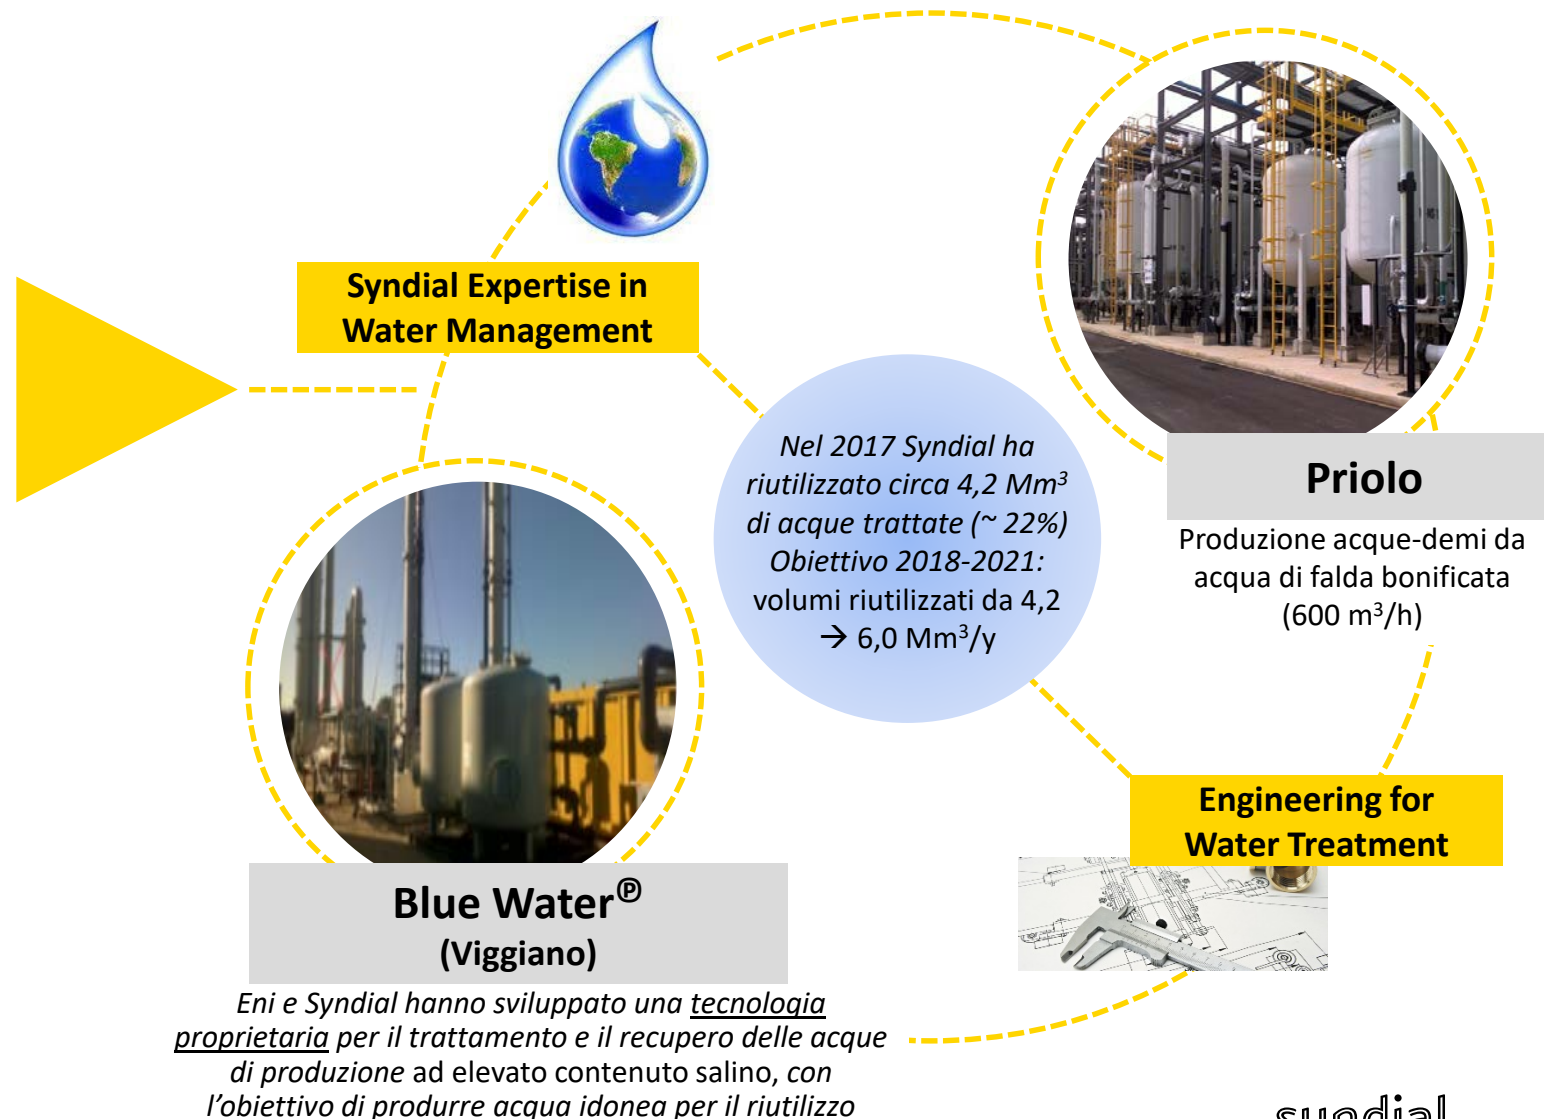 Syndial Expertise in
Water Management
Nel 2017 Syndial ha
riutilizzato circa 4,2 Mm³
di acque trattate (~ 22%)
Obiettivo 2018-2021:
volumi riutilizzati da 4,2
→ 6,0 Mm³/y
Priolo
Produzione acque-demi da
acqua di falda bonificata
(600 m³/h)
Engineering for
Water Treatment
Blue Water℗
(Viggiano)
Eni e Syndial hanno sviluppato una tecnologia
proprietaria per il trattamento e il recupero delle acque
di produzione ad elevato contenuto salino, con
l'obiettivo di produrre acqua idonea per il riutilizzo
syndial